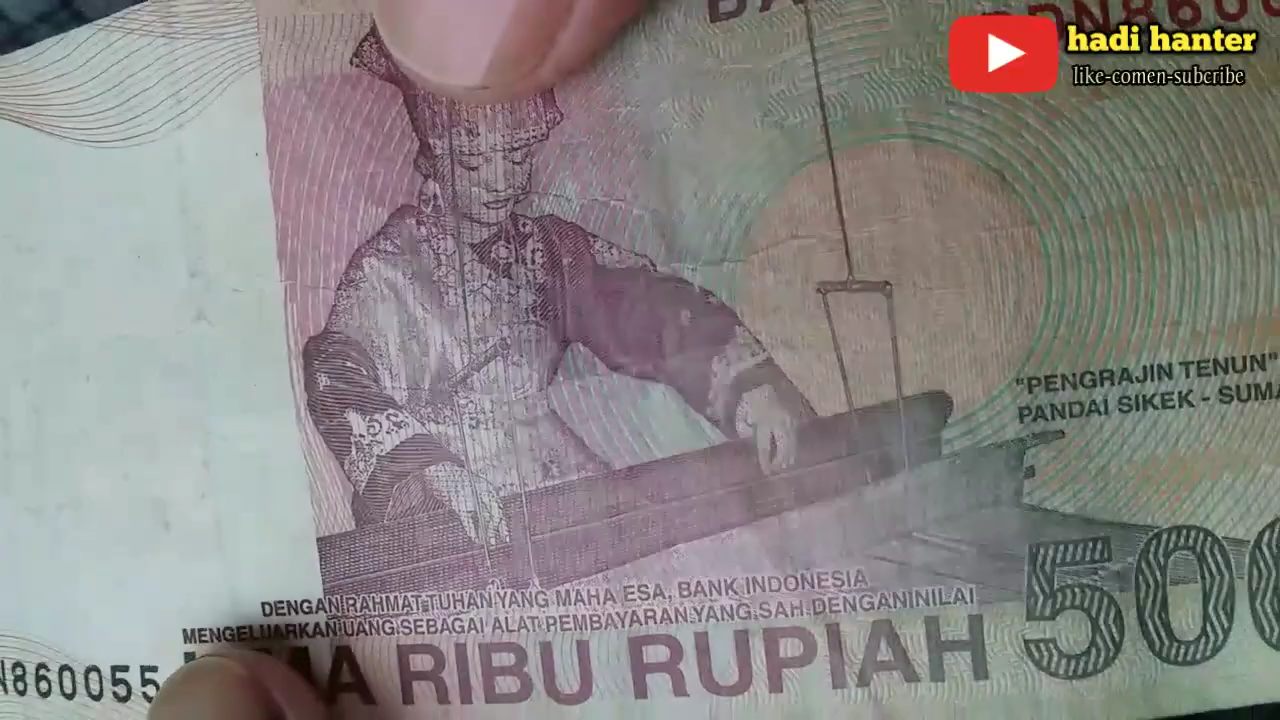 hadi hanter
like-comen-subcribe
"PENGRAJIN TENUN"
PANDAI SIKEK - SUMA
DENGAN RAHMAT TUHAN YANG MAHA ESA, BANK INDONESIA
MENGELUARKAN UANG SEBAGAI ALAT PEMBAYARAN YANG SAH DENGAN NILAI
RIBU RUPIAH 500
N860055